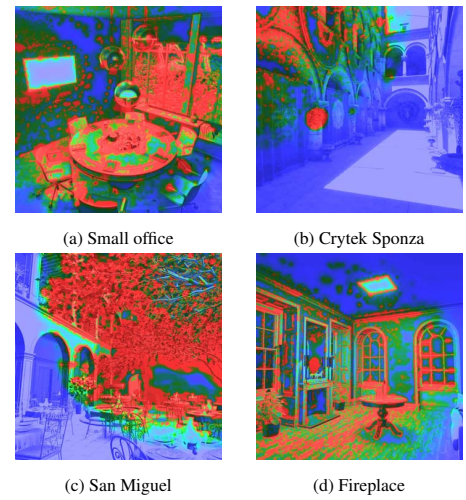 (a) Small office
(b) Crytek Sponza
(c) San Miguel
(d) Fireplace